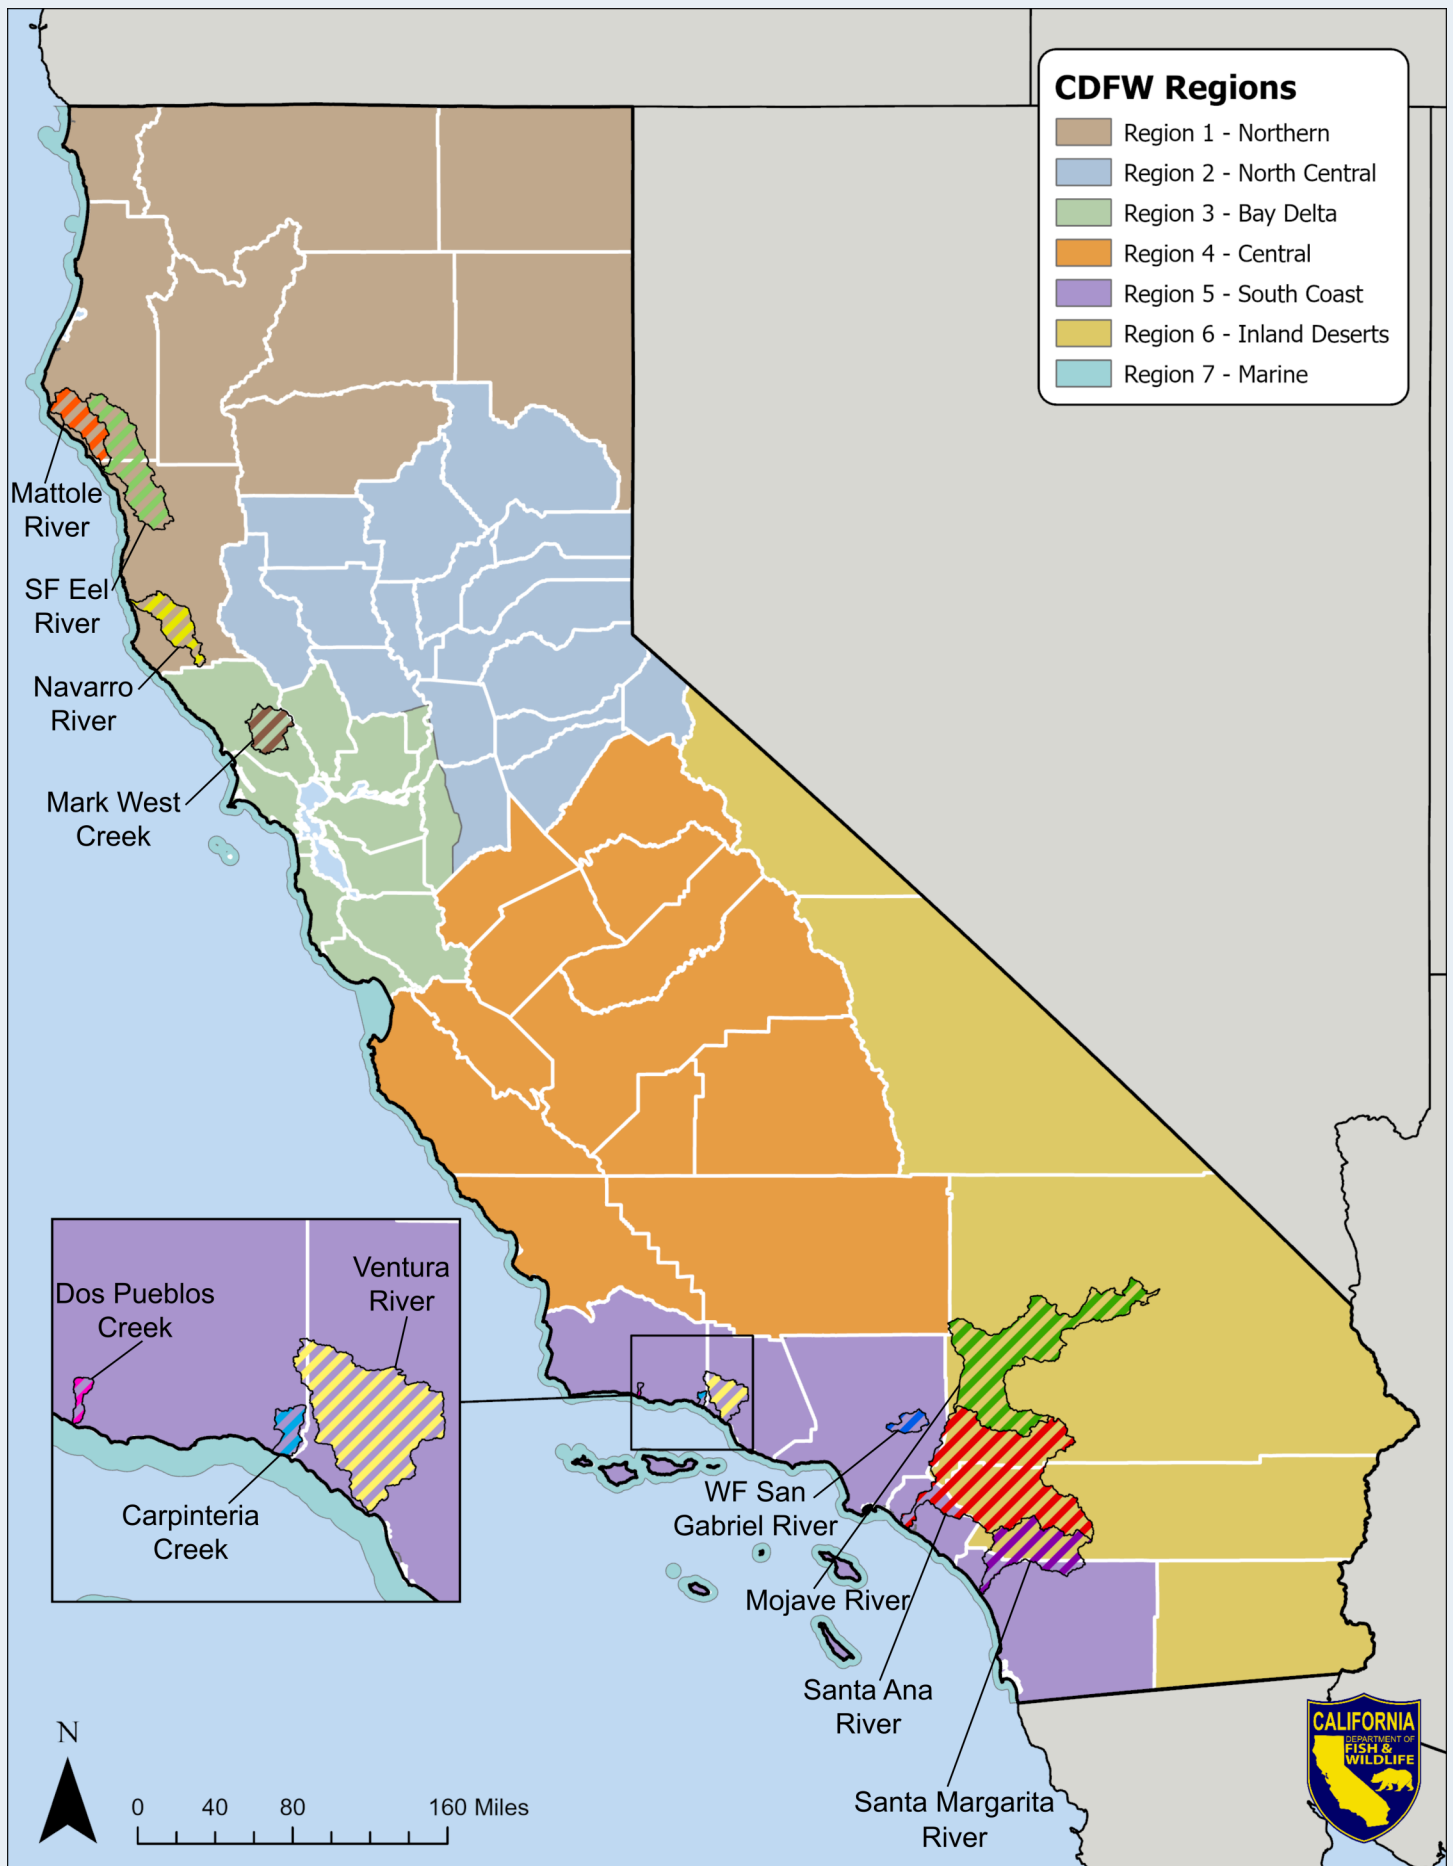 CDFW Regions
Region 1 - Northern
Region 2 - North Central
Region 3 - Bay Delta
Region 4 - Central
Region 5 - South Coast
Region 6 - Inland Deserts
Region 7 - Marine
Mattole
River
SF Eel
River
Navarro
River
Mark West
Creek
Dos Pueblos
Creek
Ventura
River
Carpinteria
Creek
WF San
Gabriel River
Mojave River
Santa Ana
River
Santa Margarita
River
N
0 40 80 160 Miles
CALIFORNIA
DEPARTMENT OF
FISH &
WILDLIFE